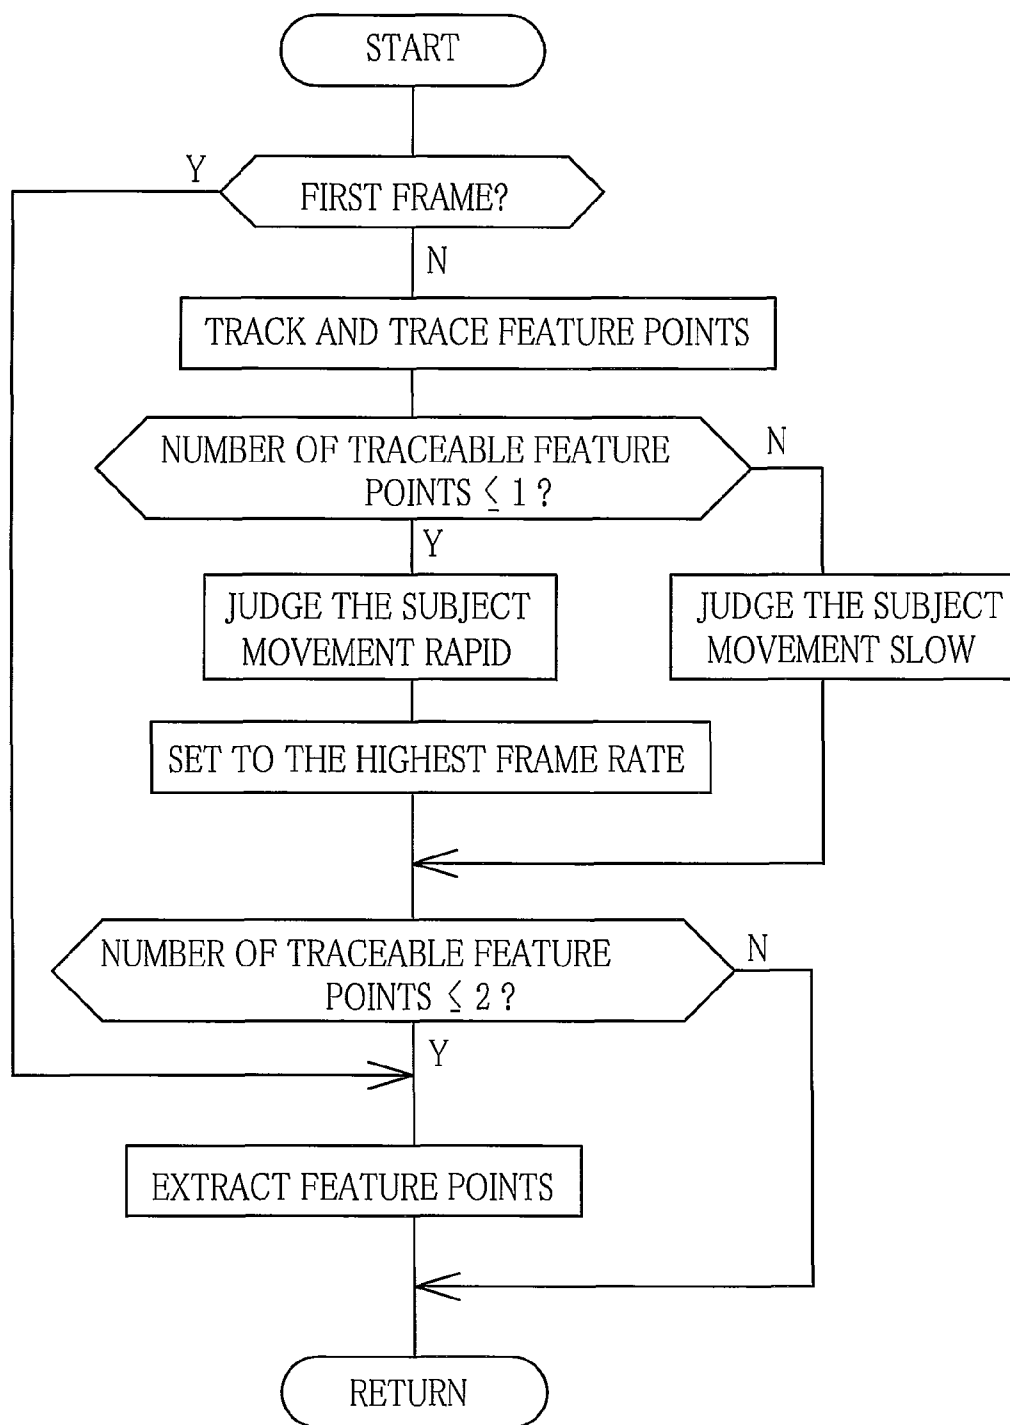 START
Y
FIRST FRAME?
N
TRACK AND TRACE FEATURE POINTS
NUMBER OF TRACEABLE FEATURE
POINTS ≤ 1 ?
N
Y
JUDGE THE SUBJECT
MOVEMENT RAPID
JUDGE THE SUBJECT
MOVEMENT SLOW
SET TO THE HIGHEST FRAME RATE
NUMBER OF TRACEABLE FEATURE
POINTS ≤ 2 ?
N
Y
EXTRACT FEATURE POINTS
RETURN